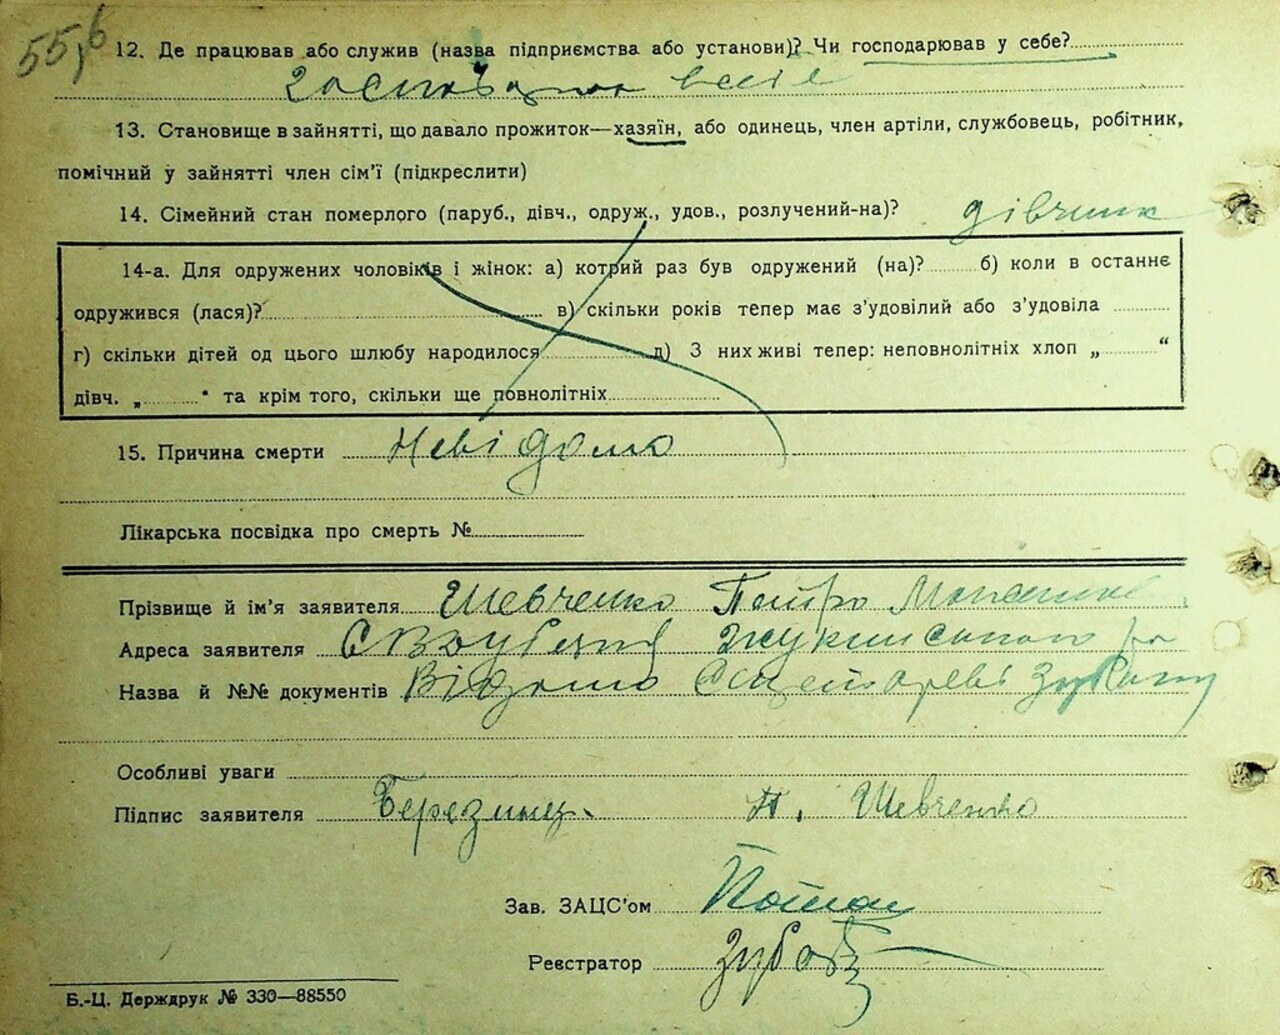 55,6
12. Де працював або служив (назва підприємства або установи)? Чи господарював у себе?
в селі
13. Становище в зайнятті, що давало прожиток—хазяїн, або одинець, член артіли, службовець, робітник,
помічний у зайнятті член сім’ї (підкреслити)
14. Сімейний стан померлого (паруб., дівч., одруж., удов., розлучений-на)?
14-а. Для одружених чоловіків і жінок: а) котрий раз був одружений (на)? б) коли в останнє
одружився (лася)? в) скільки років тепер має з’удовілий або з’удовіла
г) скільки дітей од цього шлюбу народилося д) З них живі тепер: неповнолітніх хлоп „ “
дівч. „ “ та крім того, скільки ще повнолітніх
15. Причина смерти Невідомо
Лікарська посвідка про смерть №
Прізвище й ім’я заявителя Шевченко Петро
Адреса заявителя
Назва й №№ документів Відомо
Особливі уваги
Підпис заявителя П. Шевченко
Зав. ЗАЦС’ом
Реєстратор
Б.-Ц. Держдрук № 330—88550